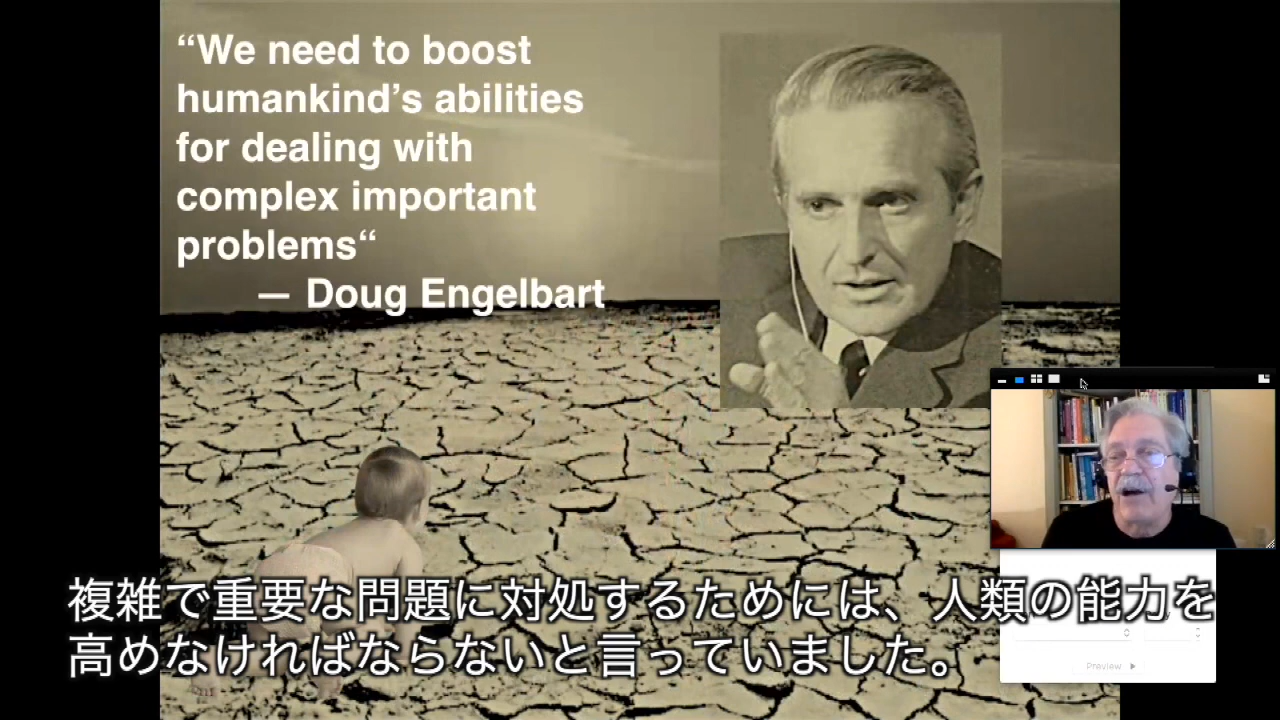 “We need to boost
humankind’s abilities
for dealing with
complex important
problems“
— Doug Engelbart
複雑で重要な問題に対処するためには、人類の能力を
高めなければならないと言っていました。
Preview